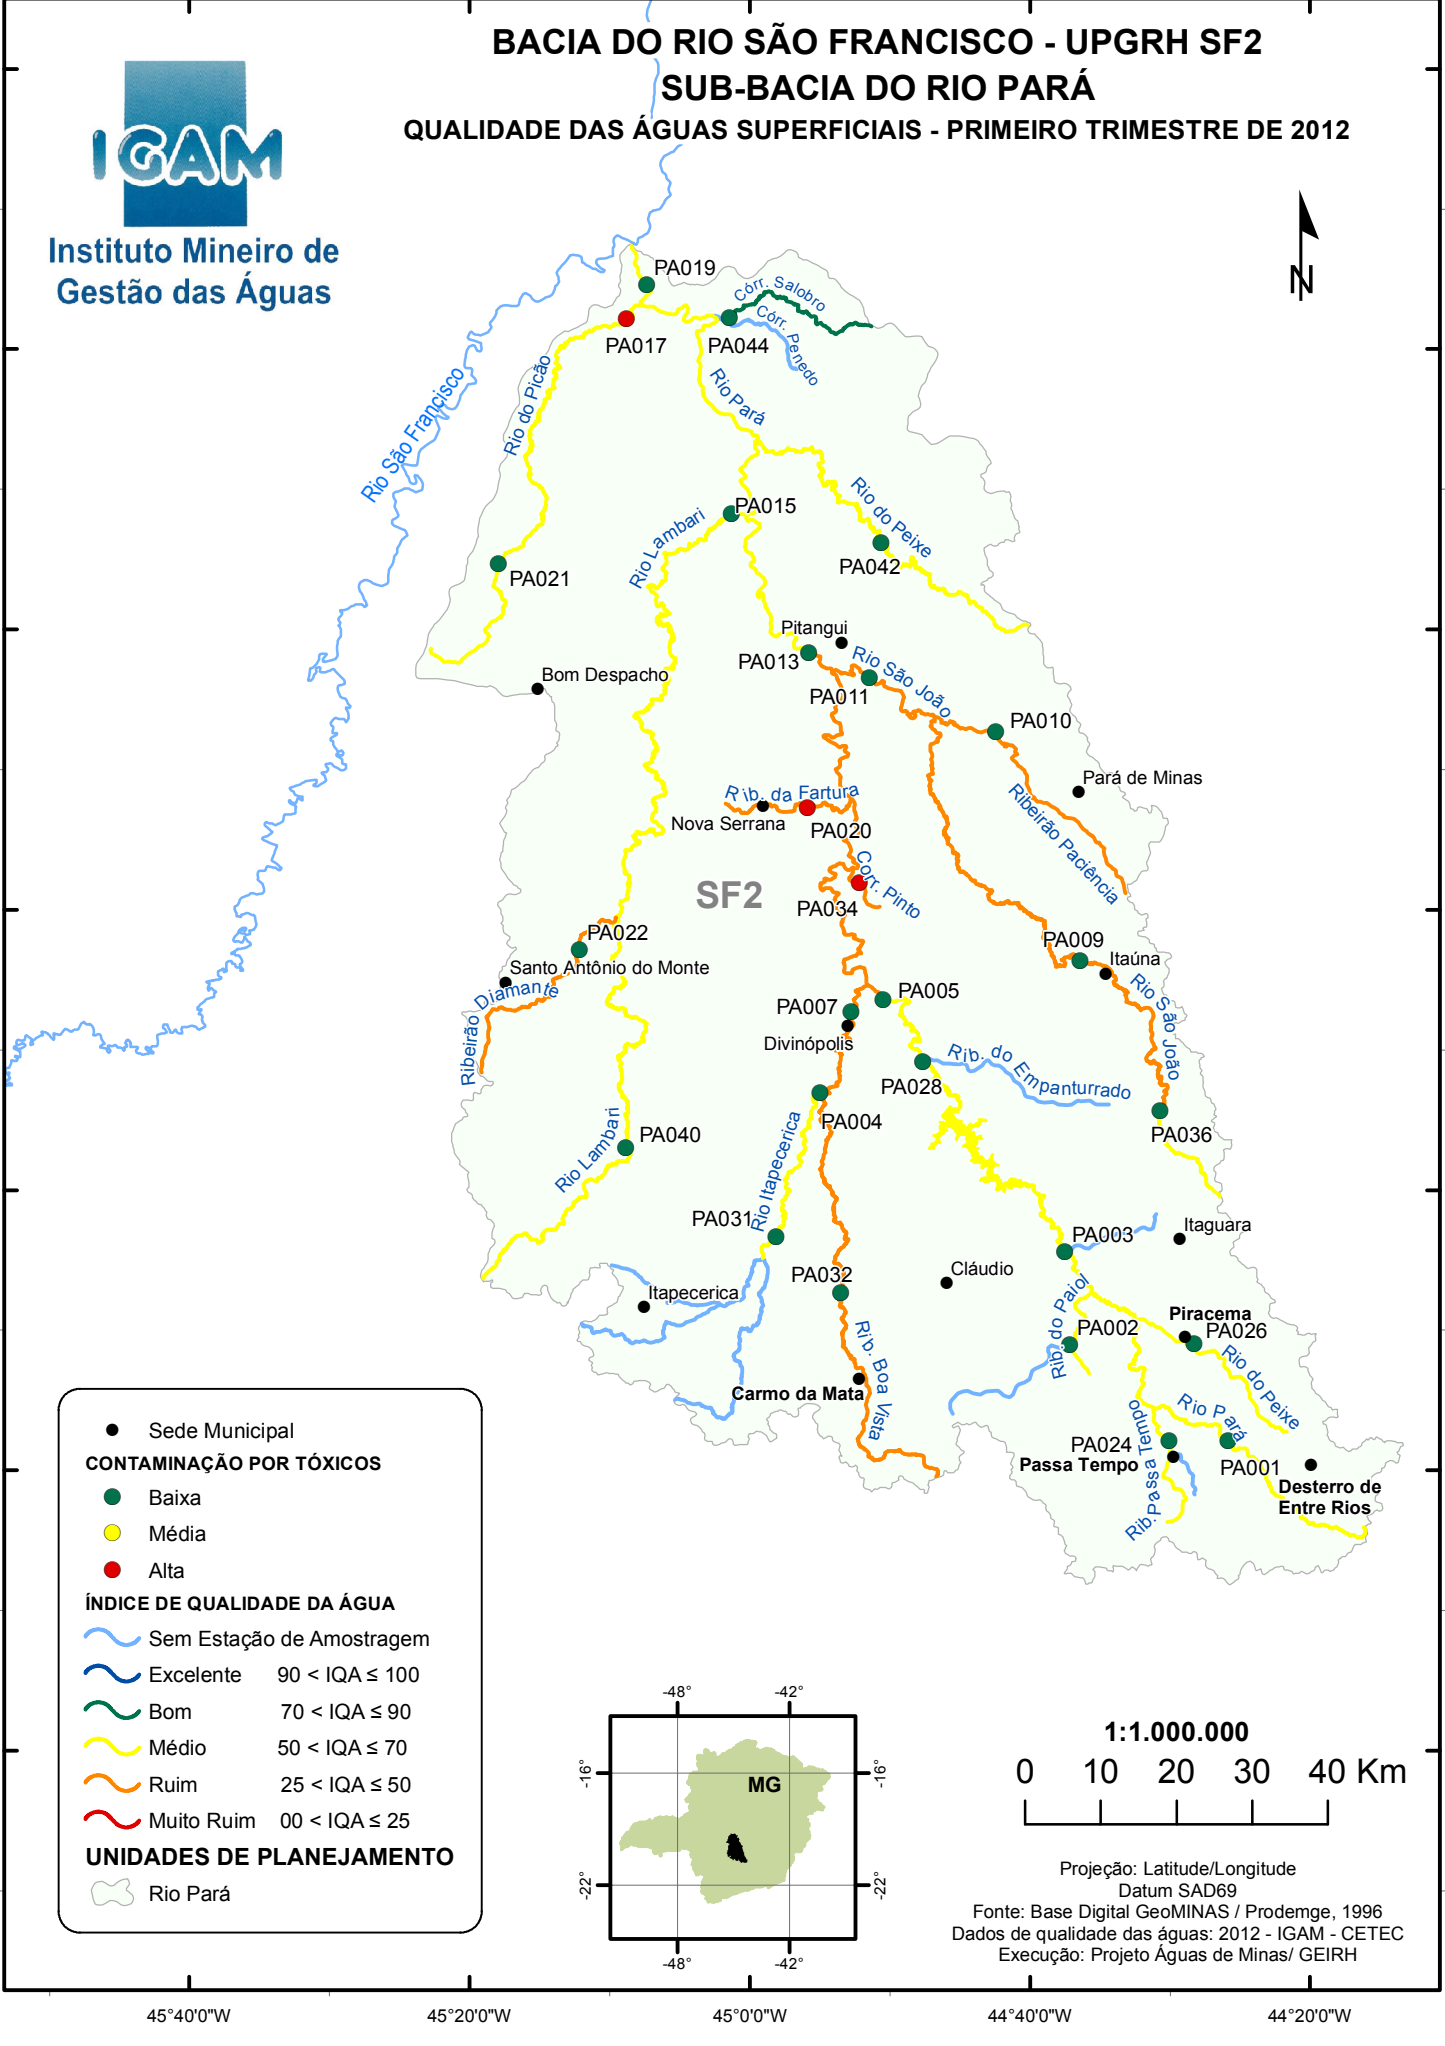 BACIA DO RIO SÃO FRANCISCO - UPGRH SF2
SUB-BACIA DO RIO PARÁ
QUALIDADE DAS ÁGUAS SUPERFICIAIS - PRIMEIRO TRIMESTRE DE 2012
IGAM
Instituto Mineiro de
Gestão das Águas
N
PA019
Córr. Salobro
Córr. Penedo
PA017
PA044
Rio do Picão
Rio Pará
Rio São Francisco
PA015
Rio Lambari
Rio do Peixe
PA042
PA021
Pitangui
PA013
Rio São João
PA011
Bom Despacho
PA010
Pará de Minas
Rib. da Fartura
Nova Serrana
PA020
Ribeirão Paciência
Corr. Pinto
SF2
PA034
PA022
PA009
Itaúna
Santo Antônio do Monte
Ribeirão Diamante
PA005
PA007
Rio São João
Divinópolis
Rib. do Empanturrado
PA028
PA004
PA036
PA040
Rio Lambari
Rio Itapecerica
PA031
Itaguara
PA003
PA032
Cláudio
Itapecerica
Rib. do Paiol
Piracema
PA002
PA026
Rib. Boa Vista
Rio do Peixe
Carmo da Mata
Rio Pará
PA024
Passa Tempo
Rib. Passa Tempo
PA001
Desterro de
Entre Rios
Sede Municipal
CONTAMINAÇÃO POR TÓXICOS
Baixa
Média
Alta
ÍNDICE DE QUALIDADE DA ÁGUA
Sem Estação de Amostragem
Excelente 90 < IQA ≤ 100
Bom 70 < IQA ≤ 90
Médio 50 < IQA ≤ 70
Ruim 25 < IQA ≤ 50
Muito Ruim 00 < IQA ≤ 25
UNIDADES DE PLANEJAMENTO
Rio Pará
-48° -42°
-16° -16°
MG
-22° -22°
-48° -42°
1:1.000.000
0 10 20 30 40 Km
Projeção: Latitude/Longitude
Datum SAD69
Fonte: Base Digital GeoMINAS / Prodemge, 1996
Dados de qualidade das águas: 2012 - IGAM - CETEC
Execução: Projeto Águas de Minas/ GEIRH
45°40'0"W 45°20'0"W 45°0'0"W 44°40'0"W 44°20'0"W